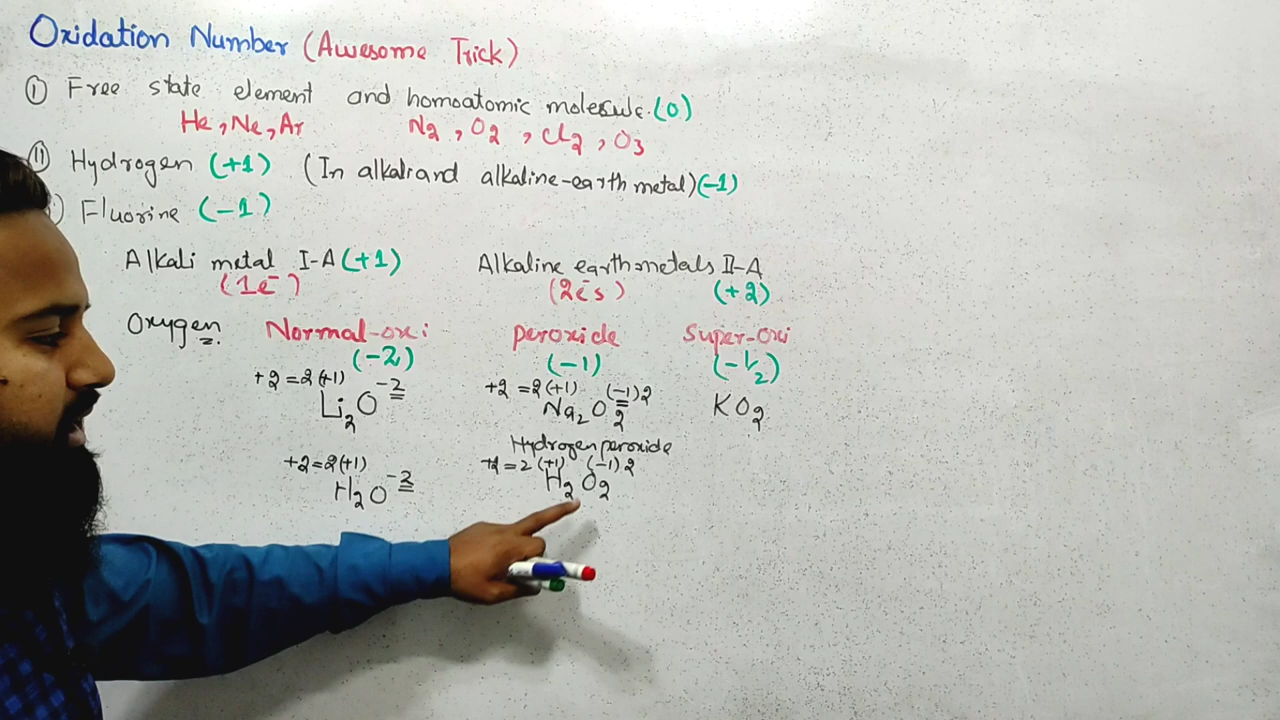 Oxidation Number (Awesome Trick)
(I) Free state element and homoatomic molecule. (0)
He, Ne, Ar N2, O2, Cl2, O3
(II) Hydrogen (+1) (In alkali and alkaline-earth metal) (-1)
) Fluorine (-1)
Alkali metal I-A (+1) Alkaline earth metals II-A
(1e⁻) (2e⁻s) (+2)
Oxygen Normal-oxi peroxide Super-oxi
(-2) (-1) (-1/2)
+2=2(+1) +2=2(+1) (-1)2
Li2O⁻² Na2O2 KO2
Hydrogen peroxide
+2=2(+1) +2=2(+1) (-1)2
H2O⁻² H2O2